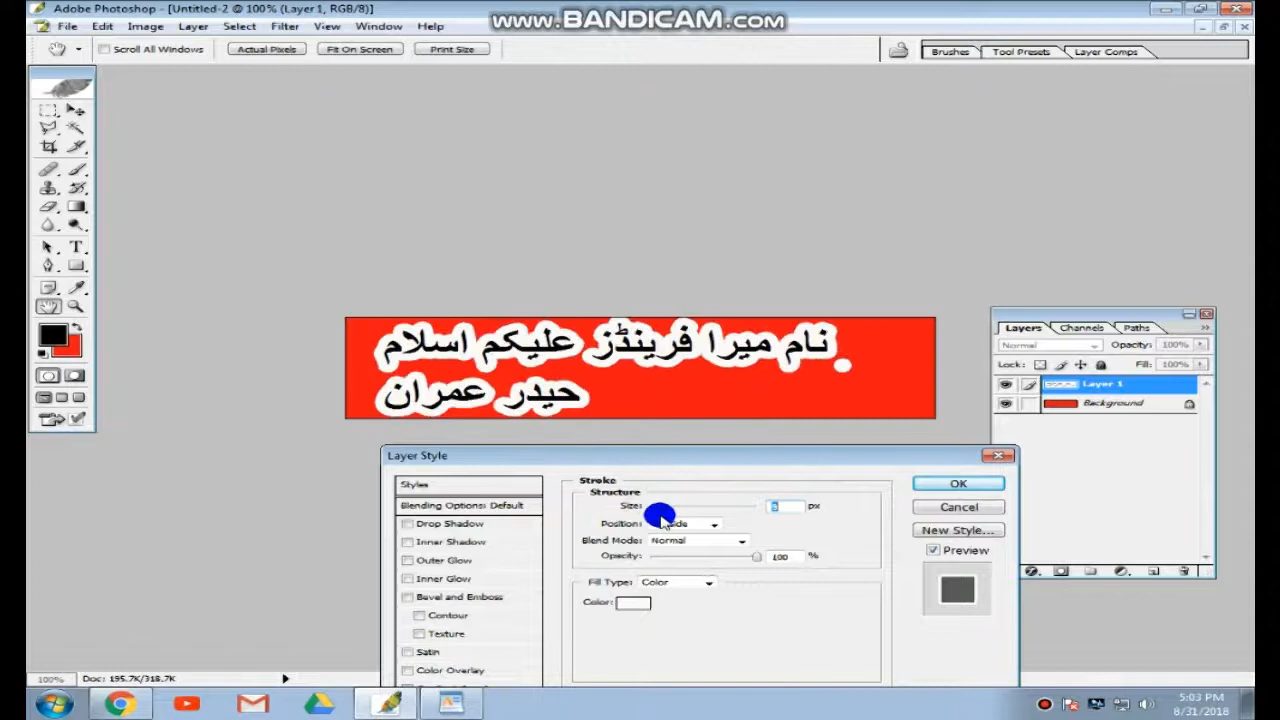 Adobe Photoshop - [Untitled-2 @ 100% (Layer 1, RGB/8)]
www.BANDICAM.com
File Edit Image Layer Select Filter View Window Help
Scroll All Windows Actual Pixels Fit On Screen Print Size
Brushes Tool Presets Layer Comps
نام میرا فرینڈز علیکم اسلام
حیدر عمران
Layers Channels Paths
Normal Opacity: 100%
Lock: Fill: 100%
Layer 1
Background
Layer Style
Styles
Blending Options: Default
Drop Shadow
Inner Shadow
Outer Glow
Inner Glow
Bevel and Emboss
Contour
Texture
Satin
Color Overlay
Stroke
Structure
Size: px
Position:
Blend Mode: Normal
Opacity: 100 %
Fill Type: Color
Color:
OK
Cancel
New Style...
Preview
100% Doc: 195.7K/318.7K
5:03 PM
8/31/2018